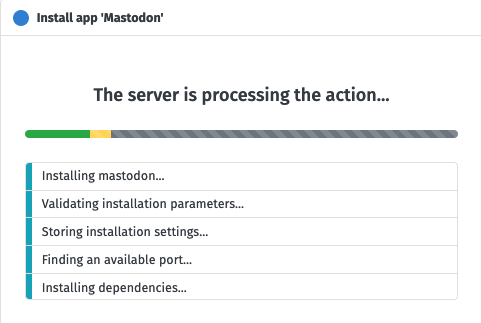 Install app 'Mastodon'
The server is processing the action...
Installing mastodon...
Validating installation parameters...
Storing installation settings...
Finding an available port...
Installing dependencies...